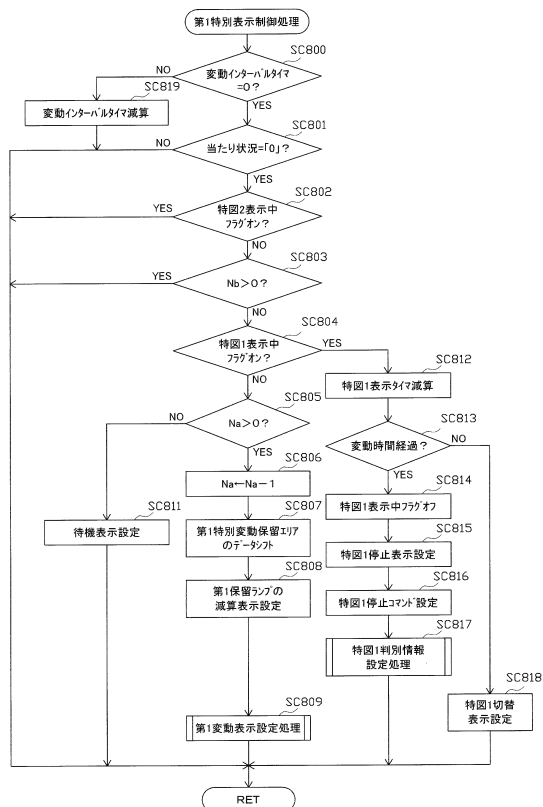 第1特別表示制御処理
SC800
変動インターバルタイマ
=0?
NO
YES
SC819
変動インターバルタイマ減算
SC801
当たり状況=「0」?
NO
YES
SC802
特図2表示中
フラグオン?
YES
NO
SC803
Nb>0?
YES
NO
SC804
特図1表示中
フラグオン?
YES
NO
SC812
特図1表示タイマ減算
SC805
Na>0?
NO
YES
SC813
変動時間経過?
NO
YES
SC806
Na←Na-1
SC814
特図1表示中フラグオフ
SC807
第1特別変動保留エリア
のデータシフト
SC811
待機表示設定
SC815
特図1停止表示設定
SC808
第1保留ランプの
減算表示設定
SC816
特図1停止コマンド設定
SC817
特図1判別情報
設定処理
SC818
特図1切替
表示設定
SC809
第1変動表示設定処理
RET